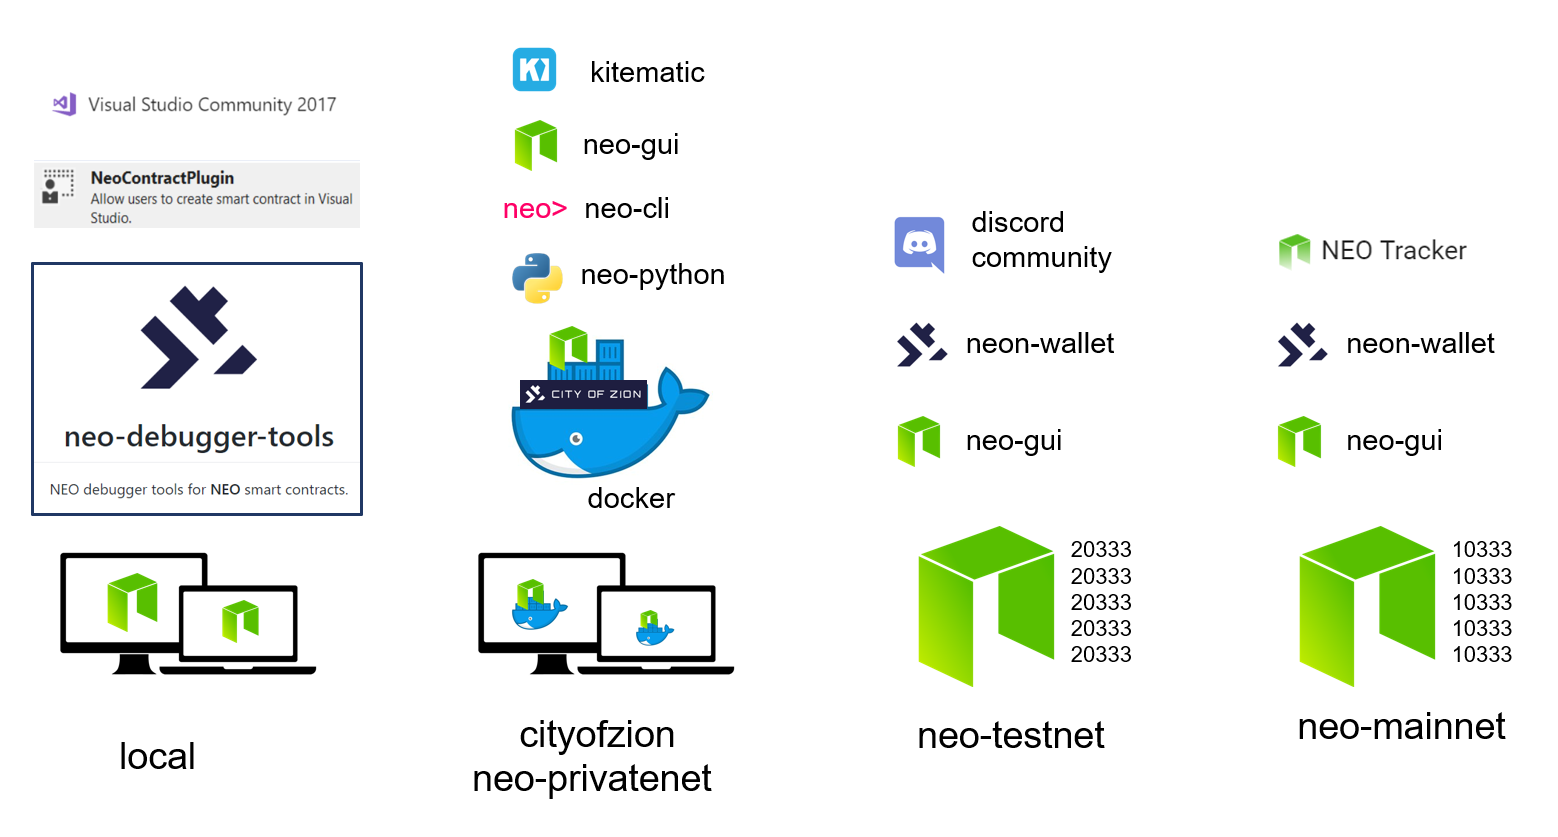 Visual Studio Community 2017
NeoContractPlugin
Allow users to create smart contract in Visual
Studio.
neo-debugger-tools
NEO debugger tools for NEO smart contracts.
local
kitematic
neo-gui
neo> neo-cli
neo-python
CITY OF ZION
docker
cityofzion
neo-privatenet
discord
community
neon-wallet
neo-gui
20333
20333
20333
20333
20333
neo-testnet
NEO Tracker
neon-wallet
neo-gui
10333
10333
10333
10333
10333
neo-mainnet